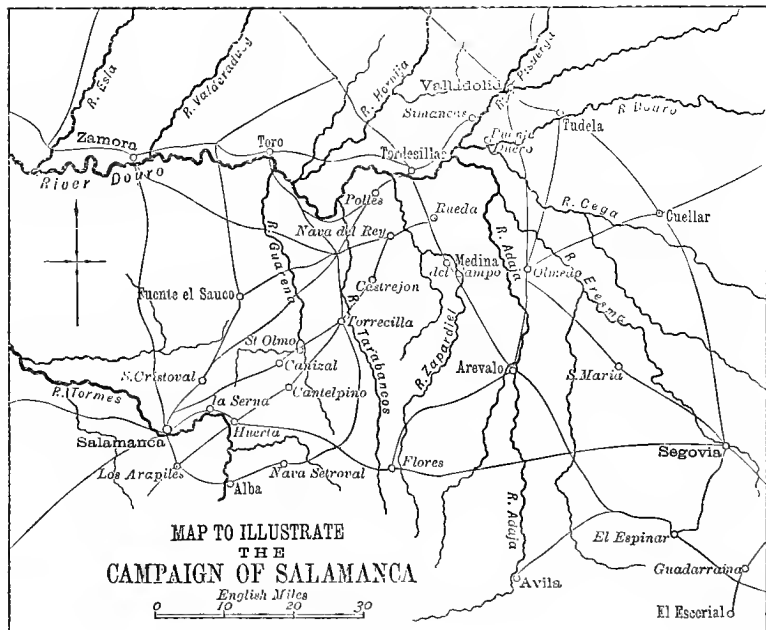 R. Esla
R. Valderaduey
R. Hornija
R. Pisuerga
Valladolid
Simancas
R. Douro
Puente
Duero
Tudela
Zamora
Toro
Tordesillas
River Douro
Polles
Rueda
R. Cega
Cuellar
Nava del Rey
R. Guarena
R. Adaja
Medina
del Campo
Olmedo
R. Eresma
Fuente el Sauco
Castrejon
R. Tarabancos
Torrecilla
R. Zapardiel
St Olmo
Canizal
S. Cristoval
Cantelpino
Arevalo
S. Maria
R. Tormes
la Serna
Salamanca
Huerta
Segovia
Los Arapiles
Alba
Nava Setroval
Flores
R. Adaja
El Espinar
Guadarrama
Avila
El Escorial
MAP TO ILLUSTRATE
THE
CAMPAIGN OF SALAMANCA
English Miles
0 10 20 30